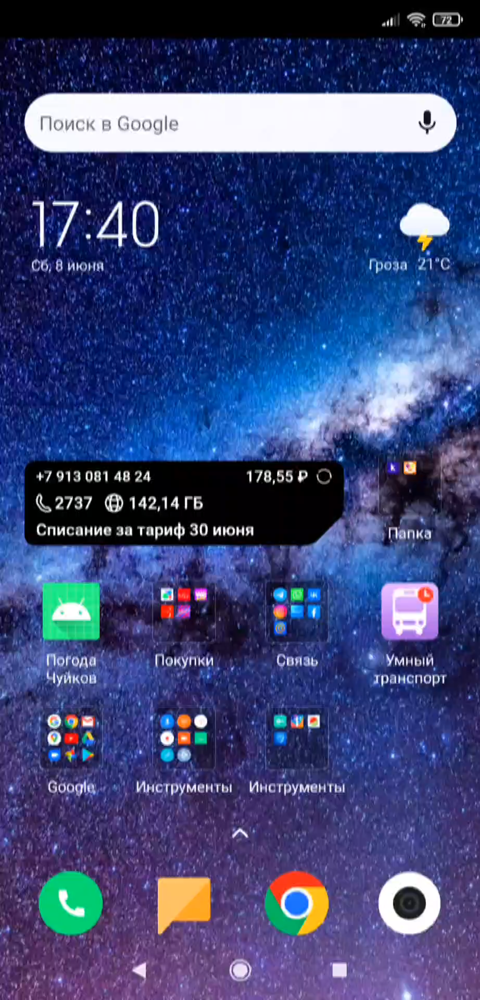 72
Поиск в Google
17:40
Сб, 8 июня
Гроза 21°C
+7 913 081 48 24 178,55 ₽
2737 142,14 ГБ
Списание за тариф 30 июня
Папка
Погода Чуйков
Покупки
Связь
Умный транспорт
Google
Инструменты
Инструменты